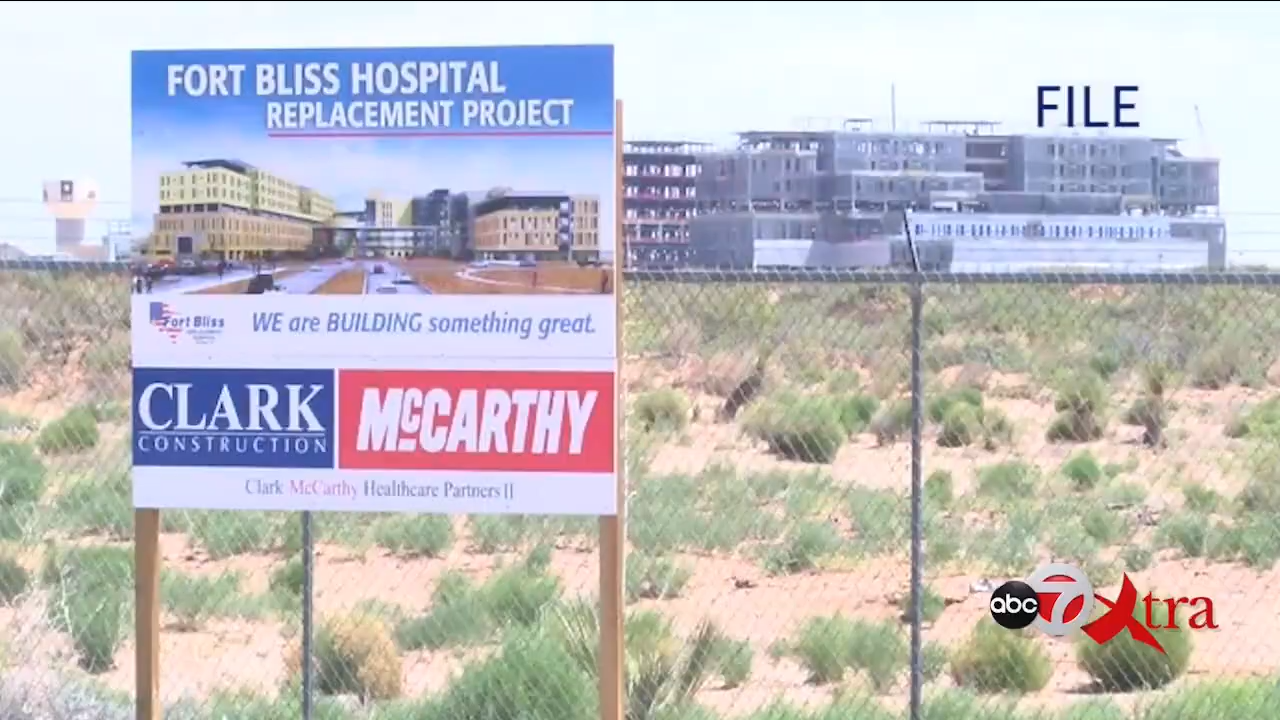 FORT BLISS HOSPITAL
REPLACEMENT PROJECT
FILE
Fort Bliss
WE are BUILDING something great.
CLARK
CONSTRUCTION
McCARTHY
Clark McCarthy Healthcare Partners II
abc 7 Xtra